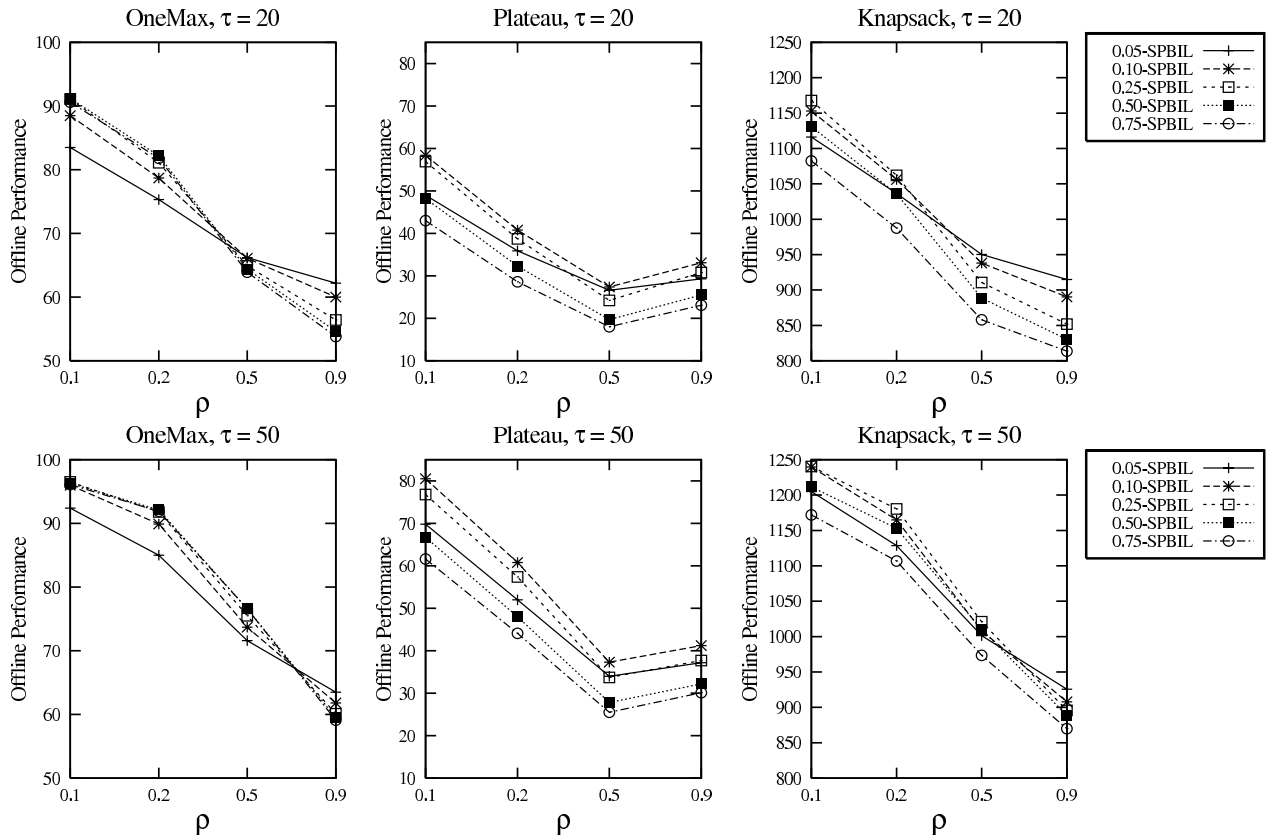 OneMax, τ = 20
Plateau, τ = 20
Knapsack, τ = 20
Offline Performance
100
90
80
70
60
50
0.1
0.2
0.5
0.9
ρ
Offline Performance
80
70
60
50
40
30
20
10
0.1
0.2
0.5
0.9
ρ
Offline Performance
1250
1200
1150
1100
1050
1000
950
900
850
800
0.1
0.2
0.5
0.9
ρ
0.05-SPBIL
0.10-SPBIL
0.25-SPBIL
0.50-SPBIL
0.75-SPBIL
OneMax, τ = 50
Plateau, τ = 50
Knapsack, τ = 50
Offline Performance
100
90
80
70
60
50
0.1
0.2
0.5
0.9
ρ
Offline Performance
80
70
60
50
40
30
20
10
0.1
0.2
0.5
0.9
ρ
Offline Performance
1250
1200
1150
1100
1050
1000
950
900
850
800
0.1
0.2
0.5
0.9
ρ
0.05-SPBIL
0.10-SPBIL
0.25-SPBIL
0.50-SPBIL
0.75-SPBIL